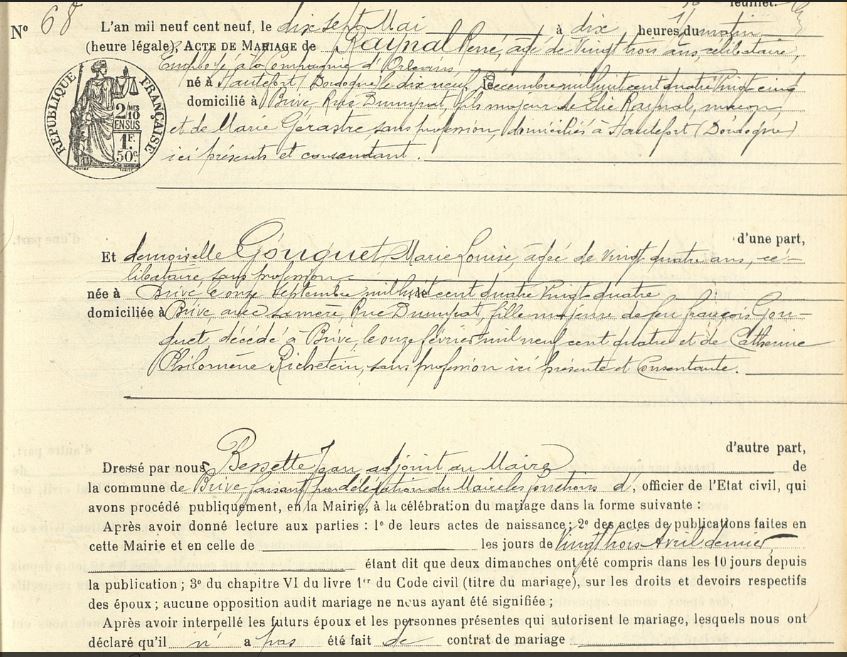 feuillet.
N° 68 L'an mil neuf cent neuf, le dix sept Mai à dix heures, du matin
(heure légale), ACTE DE MARIAGE de Raynal René, âgé de vingt trois ans, célibataire,
Employé à la Compagnie d'Orléans,
né à Hautefort (Dordogne) le dix neuf Décembre mil huit cent quatre vingt cinq
domicilié à Brive, Rue, fils majeur de Elie Raynal, maçon,
et de Marie Gérastre sans profession, domiciliés à Hautefort (Dordogne)
ici présents et consentant.
RÉPUBLIQUE FRANÇAISE
2/10
EN SUS
1F.
50c
d'une part,
Et demoiselle Gouquet Marie Louise, âgée de vingt quatre ans, cé-
libataire, sans profession
née à Brive le onze Septembre mil huit cent quatre vingt quatre
domiciliée à Brive, avec sa mère, Rue, fille majeure de feu François Gou-
quet, décédé à Brive, le onze février mil neuf cent quatre et de Catherine
Philomène Richetein, sans profession ici présente et Consentante.
d'autre part,
Dressé par nous, Bessette Jean, adjoint au Maire de
la commune de Brive faisant par délégation du Maire les fonctions d', officier de l'Etat civil, qui
avons procédé publiquement, en la Mairie, à la célébration du mariage dans la forme suivante :
Après avoir donné lecture aux parties : 1° de leurs actes de naissance ; 2° des actes de publications faites en
cette Mairie et en celle de les jours de Vingt trois Avril dernier
étant dit que deux dimanches ont été compris dans les 10 jours depuis
la publication ; 3° du chapitre VI du livre 1er du Code civil (titre du mariage), sur les droits et devoirs respectifs
des époux ; aucune opposition audit mariage ne nous ayant été signifiée ;
Après avoir interpellé les futurs époux et les personnes présentes qui autorisent le mariage, lesquels nous ont
déclaré qu'il n' a pas été fait de contrat de mariage